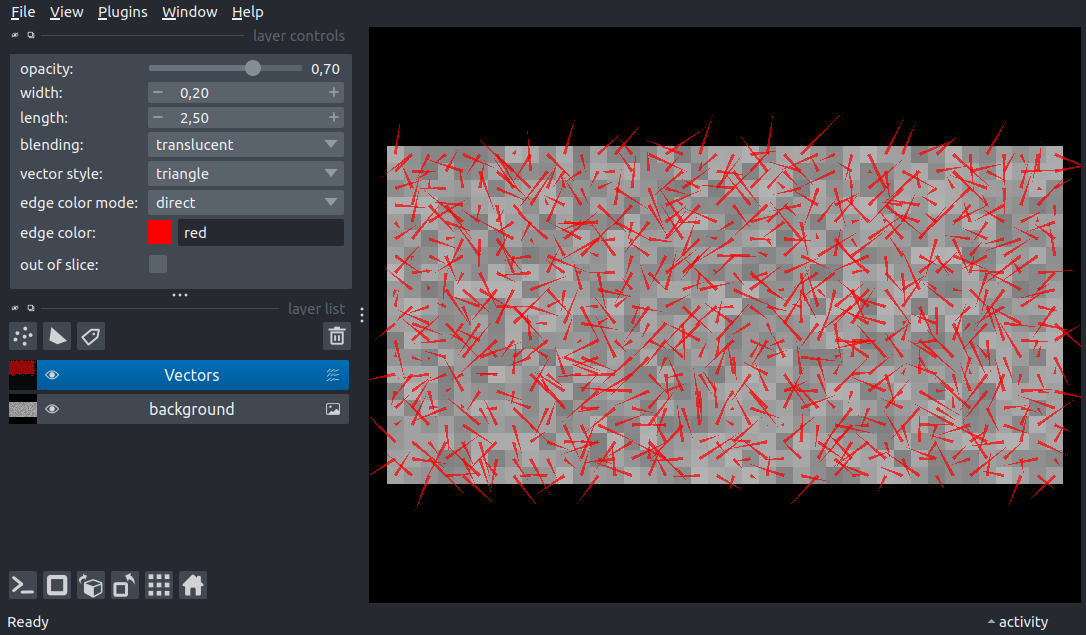 File View Plugins Window Help
layer controls
opacity: 0,70
width: − 0,20 +
length: − 2,50 +
blending: translucent
vector style: triangle
edge color mode: direct
edge color: red
out of slice:
layer list
Vectors
background
Ready
activity